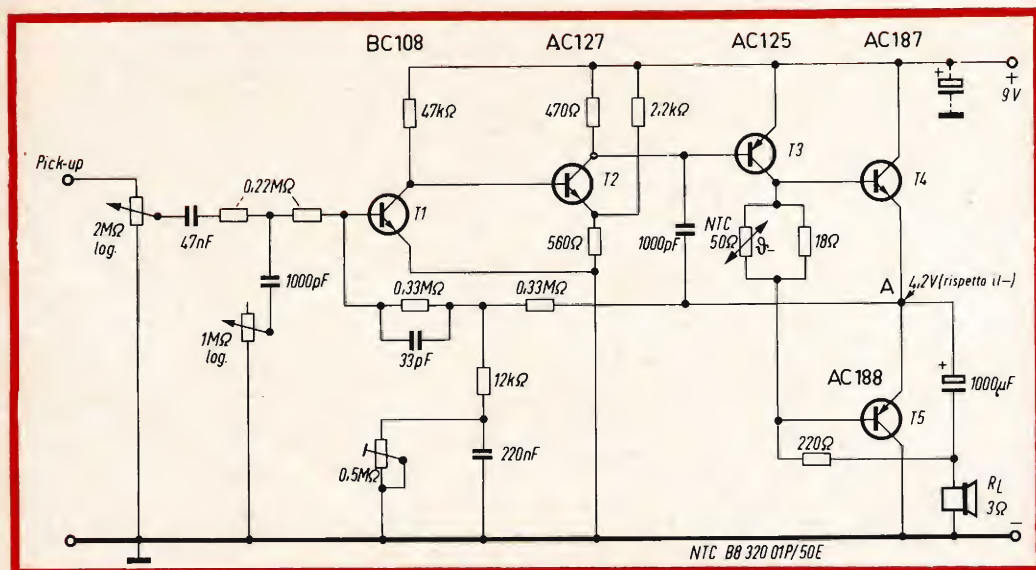 BC108 AC127 AC125 AC187
+
9V
+
47kΩ 470Ω 2,2kΩ
Pick-up
T3
0,22MΩ T2 T4
T1
2MΩ
log.
47nF
560Ω 1000pF
NTC
50Ω
ϑ-
18Ω
1000pF
0.33MΩ 0.33MΩ
A 4,2V (rispetto il-)
1MΩ
log.
33pF
+
AC188 1000µF
12kΩ
T5
0,5MΩ 220nF 220Ω
RL
3Ω
−
NTC B8 320 01P/50E